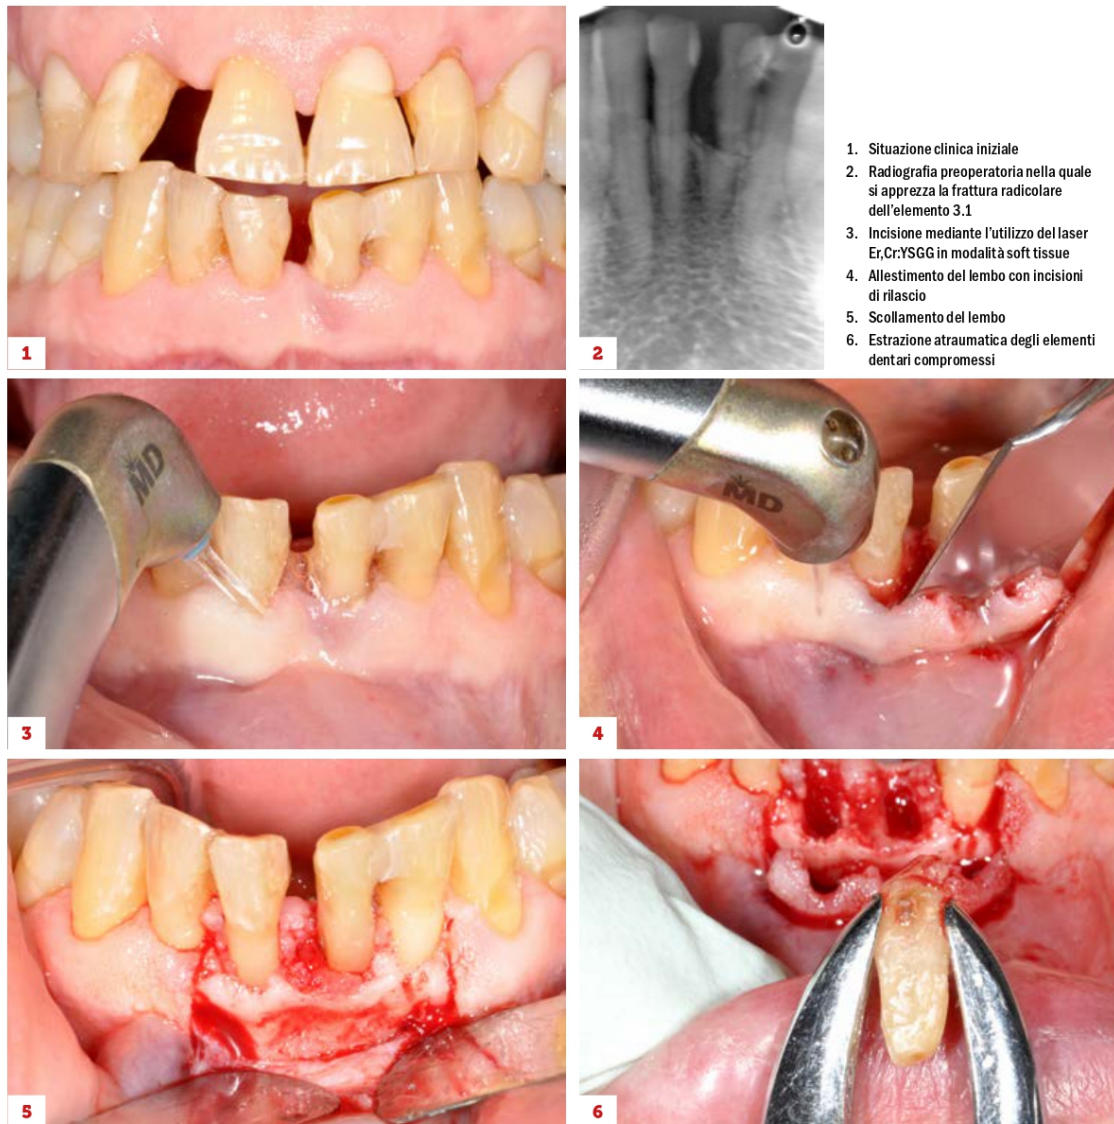 1. Situazione clinica iniziale
2. Radiografia preoperatoria nella quale
si apprezza la frattura radicolare
dell'elemento 3.1
3. Incisione mediante l'utilizzo del laser
Er,Cr:YSGG in modalità soft tissue
4. Allestimento del lembo con incisioni
di rilascio
5. Scollamento del lembo
6. Estrazione atraumatica degli elementi
dentari compromessi
1
2
MD
3
MD
4
5
6